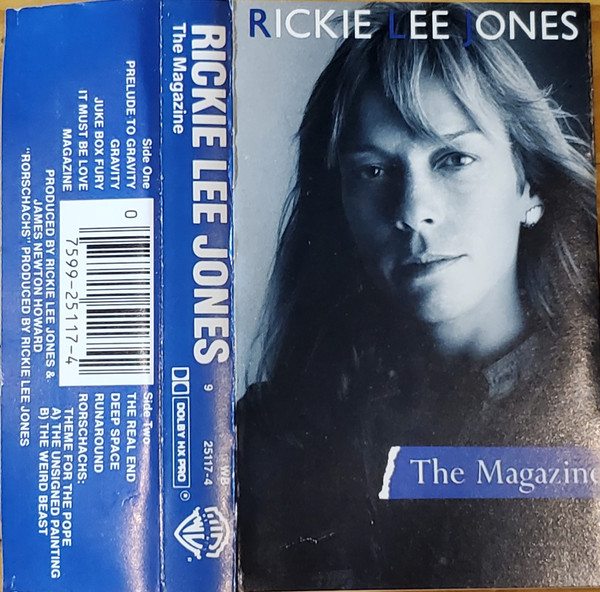 RICKIE LEE JONES
The Magazine
RICKIE LEE JONES
The Magazine
9 25117-4
WB
DOLBY HX PRO
Side One
PRELUDE TO GRAVITY
GRAVITY
JUKE BOX FURY
IT MUST BE LOVE
MAGAZINE
Side Two
THE REAL END
DEEP SPACE
RUNAROUND
RORSCHACHS:
THEME FOR THE POPE
A) THE UNSIGNED PAINTING
B) THE WEIRD BEAST
PRODUCED BY RICKIE LEE JONES &
JAMES NEWTON HOWARD
"RORSCHACHS" PRODUCED BY RICKIE LEE JONES
0 7599-25117-4